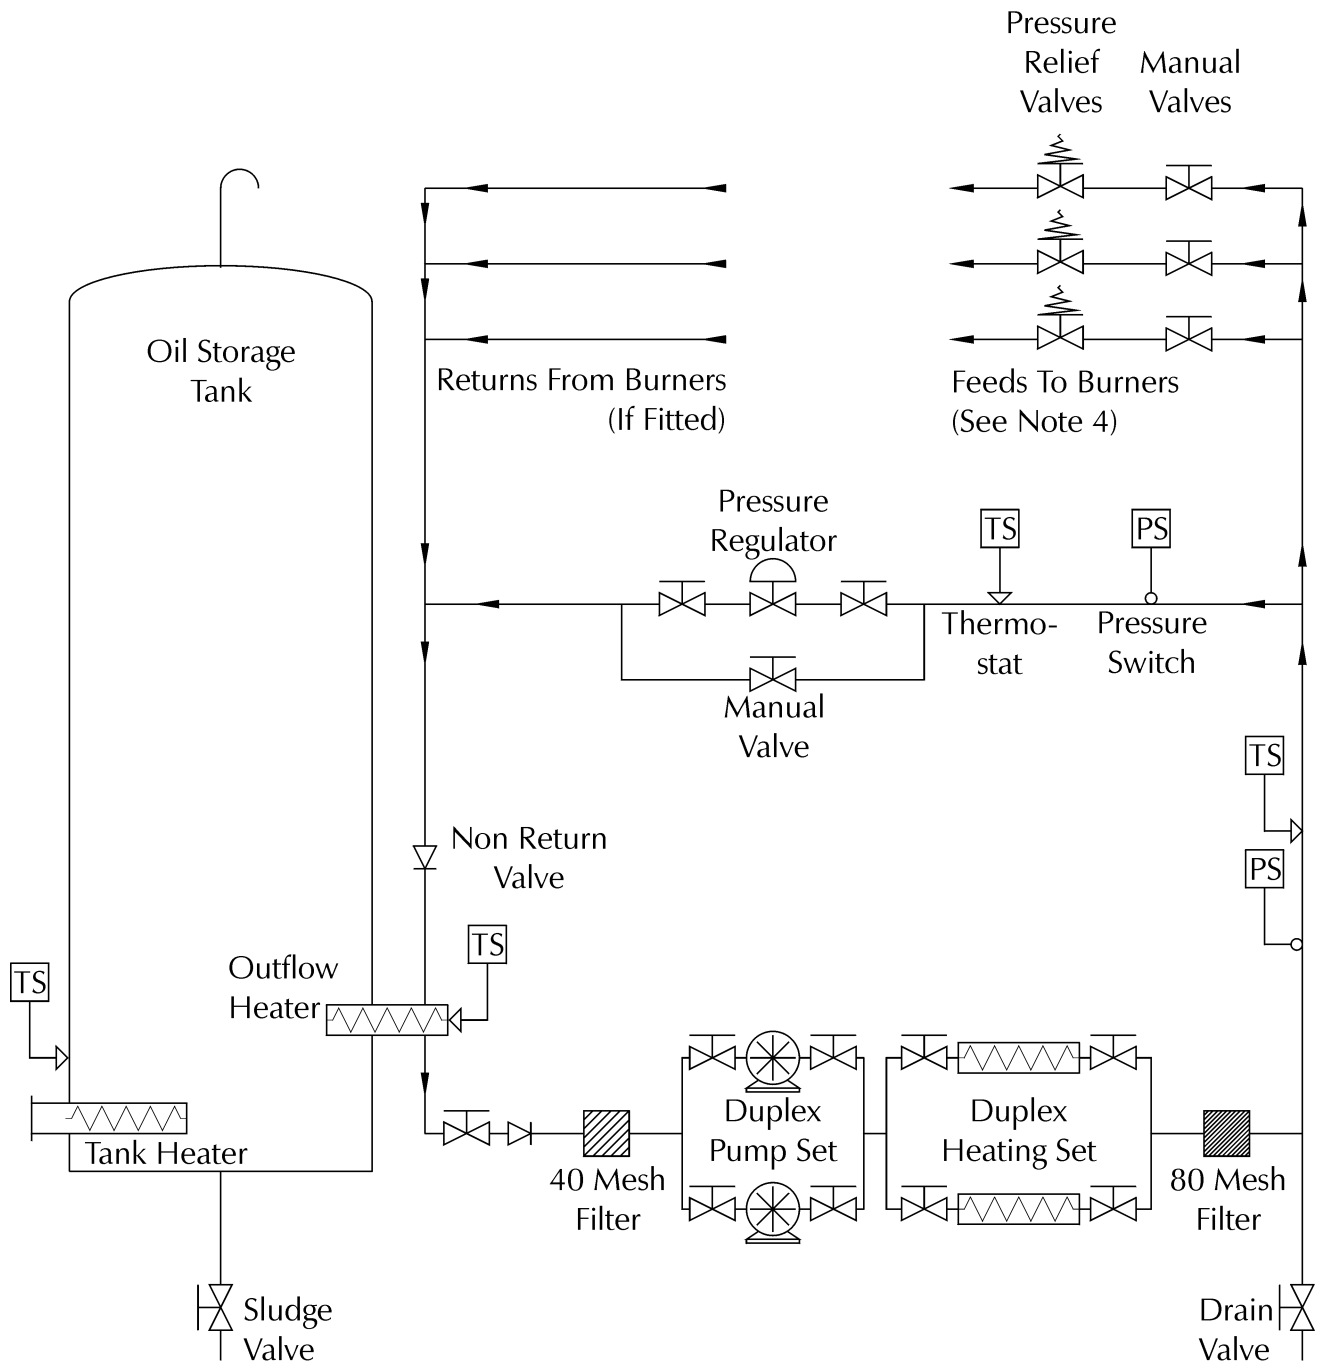 Pressure
Relief
Valves
Manual
Valves
Oil Storage
Tank
Returns From Burners
(If Fitted)
Feeds To Burners
(See Note 4)
Pressure
Regulator
TS
PS
Thermo-
stat
Pressure
Switch
Manual
Valve
TS
Non Return
Valve
PS
TS
Outflow
Heater
TS
Tank Heater
Duplex
Pump Set
Duplex
Heating Set
40 Mesh
Filter
80 Mesh
Filter
Sludge
Valve
Drain
Valve